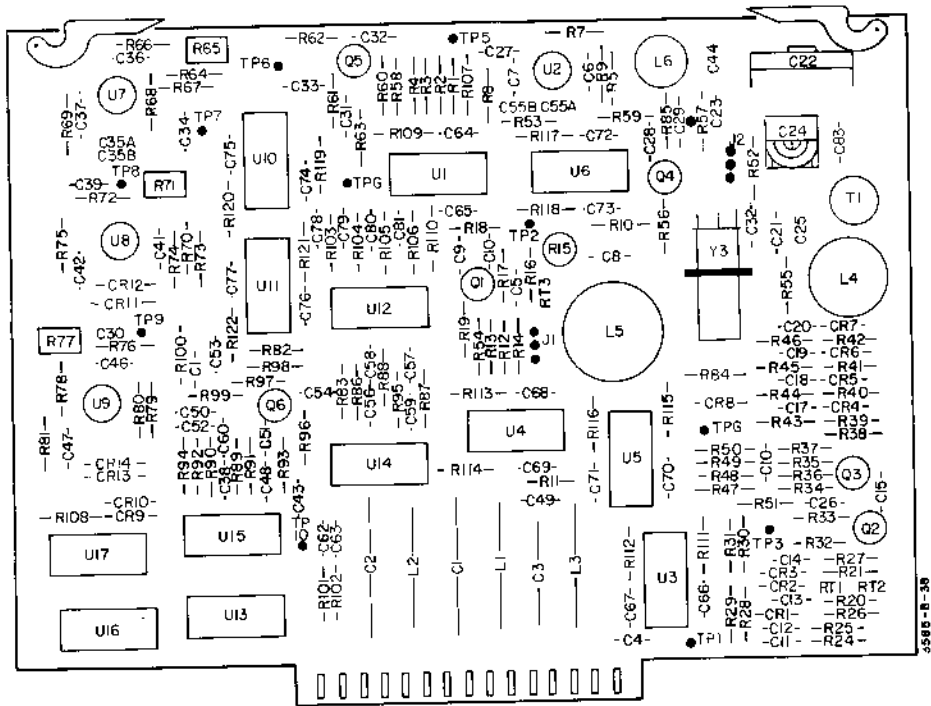 R66
C36
R65
R62
C32
TP5
C27
R7
L6
C44
C22
U7
R68
R64
R67
TP6
Q5
C33
R61
C31
R60
R58
R4
R3
R2
R1
R107
R8
C7
U2
C6
R89
R5
R69
C37
C34
TP7
R63
C55B
C55A
R53
R59
R85
C29
R57
C23
C35A
C35B
C75
U10
R119
C74
R109
C64
R117
C72
C28
J2
C24
C83
TP8
C39
R72
R71
TPG
U1
U6
Q4
R52
R120
C78
C79
C65
R118
C73
R56
T1
R75
C42
U8
C41
R74
R70
R73
R121
R103
R104
C80
R105
C81
R106
R110
R18
TP2
R10
C32
C21
C25
C9
C10
R17
R16
R15
C8
Y3
CR12
CR11
C77
U11
C76
U12
Q1
C5
RT3
L5
R55
L4
R77
C30
R76
TP9
C46
R122
R19
R54
R13
R12
R14
J1
C20
CR7
R46
R42
R100
C1
C53
R82
R98
R97
C19
CR6
R45
R41
R78
R83
R86
C58
R88
C57
R84
C18
CR5
R44
R40
U9
R80
R79
R99
C54
C56
R95
C59
R87
R113
C68
R116
R115
CR8
C17
CR4
R43
R39
R38
C50
C52
Q6
R81
C47
C60
C51
R96
U4
U5
TPG
R50
R37
R49
C10
R35
R48
R36
R47
R34
Q3
CR14
CR13
R94
R92
R90
C38
R89
R91
C48
R93
U14
R114
C69
R11
C71
C70
C15
CR10
R108
CR9
C43
C49
R51
C26
R33
U15
TP
10
C62
C63
C2
L2
C1
L1
C3
L3
R112
R111
R31
R30
TP3
R32
Q2
U17
C14
R27
CR3
R21
CR2
RT1
RT2
R101
R102
U3
C67
C66
R29
R28
C13
R20
CR1
R26
U16
U13
C12
R25
C4
TP1
C11
R24
3586-B-38